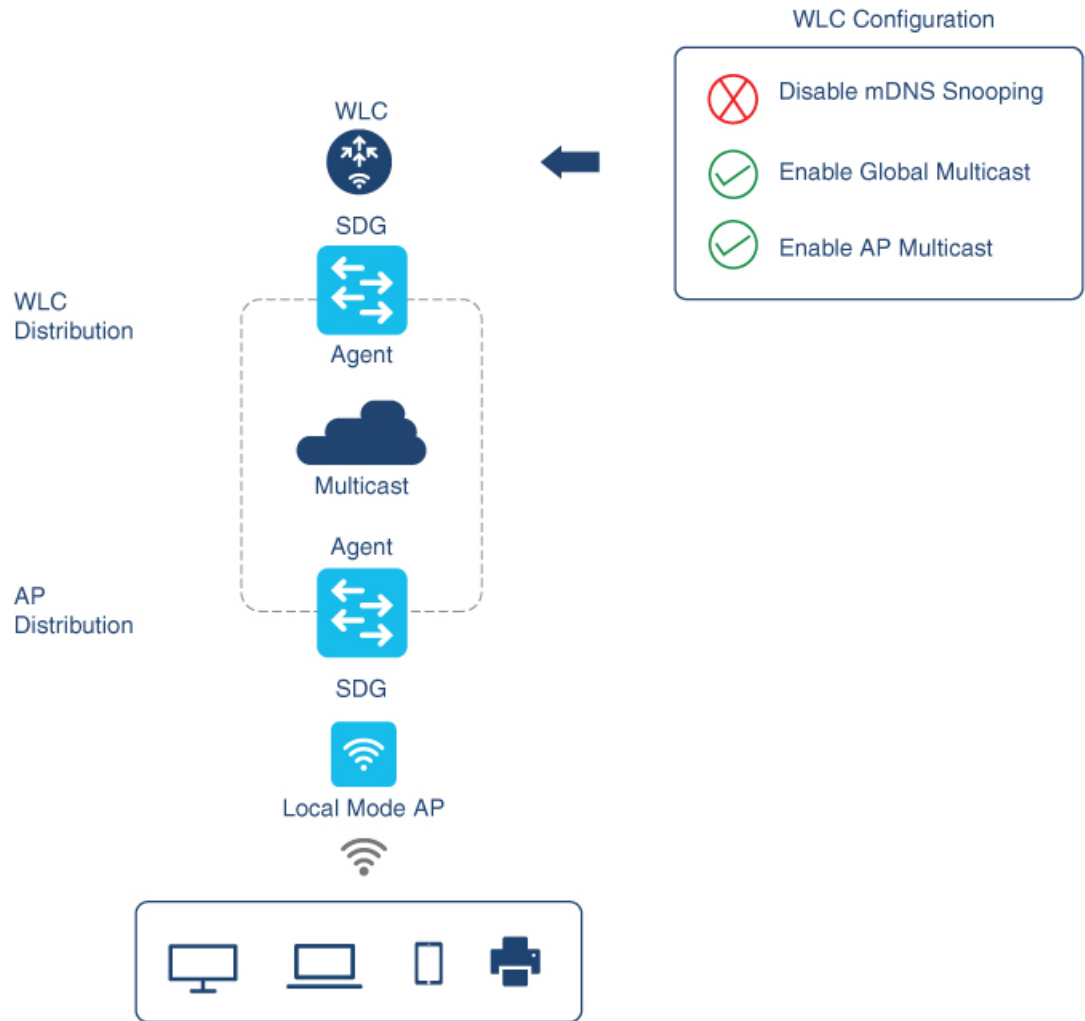 WLC Configuration
Disable mDNS Snooping
Enable Global Multicast
Enable AP Multicast
WLC
SDG
WLC
Distribution
Agent
Multicast
Agent
AP
Distribution
SDG
Local Mode AP